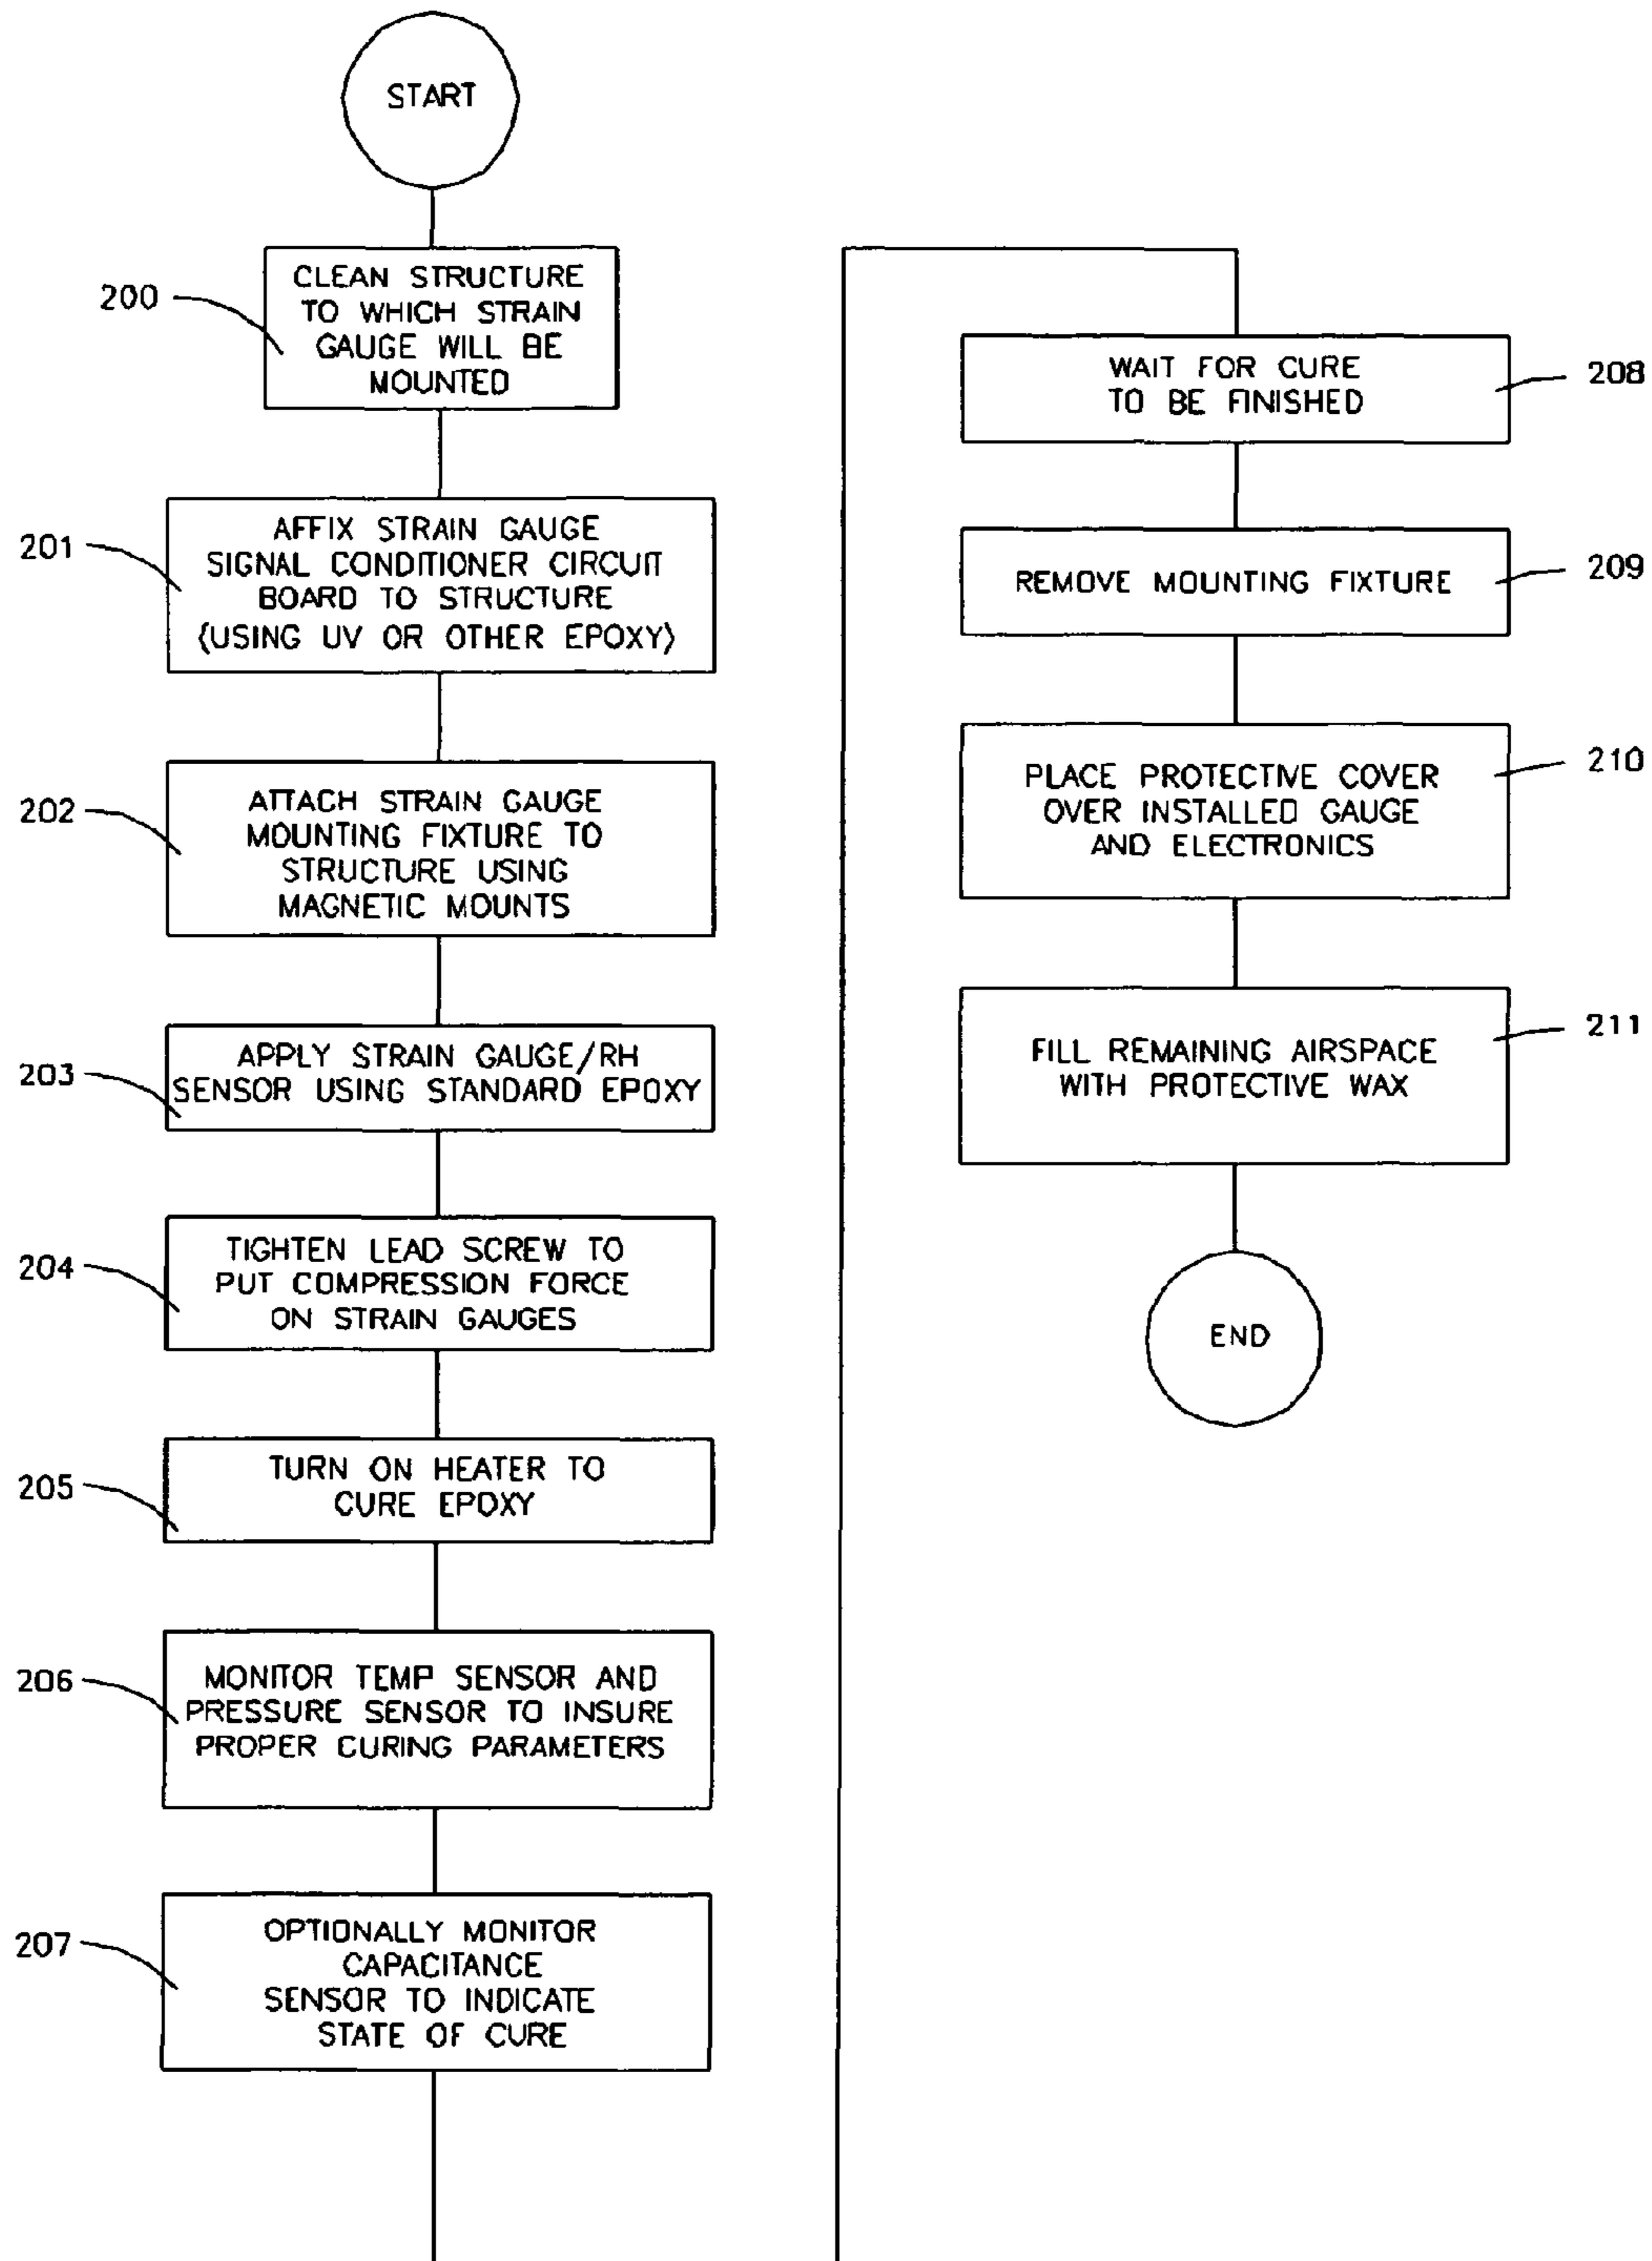 START
200
CLEAN STRUCTURE
TO WHICH STRAIN
GAUGE WILL BE
MOUNTED
201
AFFIX STRAIN GAUGE
SIGNAL CONDITIONER CIRCUIT
BOARD TO STRUCTURE
(USING UV OR OTHER EPOXY)
202
ATTACH STRAIN GAUGE
MOUNTING FIXTURE TO
STRUCTURE USING
MAGNETIC MOUNTS
203
APPLY STRAIN GAUGE/RH
SENSOR USING STANDARD EPOXY
204
TIGHTEN LEAD SCREW TO
PUT COMPRESSION FORCE
ON STRAIN GAUGES
205
TURN ON HEATER TO
CURE EPOXY
206
MONITOR TEMP SENSOR AND
PRESSURE SENSOR TO INSURE
PROPER CURING PARAMETERS
207
OPTIONALLY MONITOR
CAPACITANCE
SENSOR TO INDICATE
STATE OF CURE
WAIT FOR CURE
TO BE FINISHED
208
REMOVE MOUNTING FIXTURE
209
PLACE PROTECTIVE COVER
OVER INSTALLED GAUGE
AND ELECTRONICS
210
FILL REMAINING AIRSPACE
WITH PROTECTIVE WAX
211
END